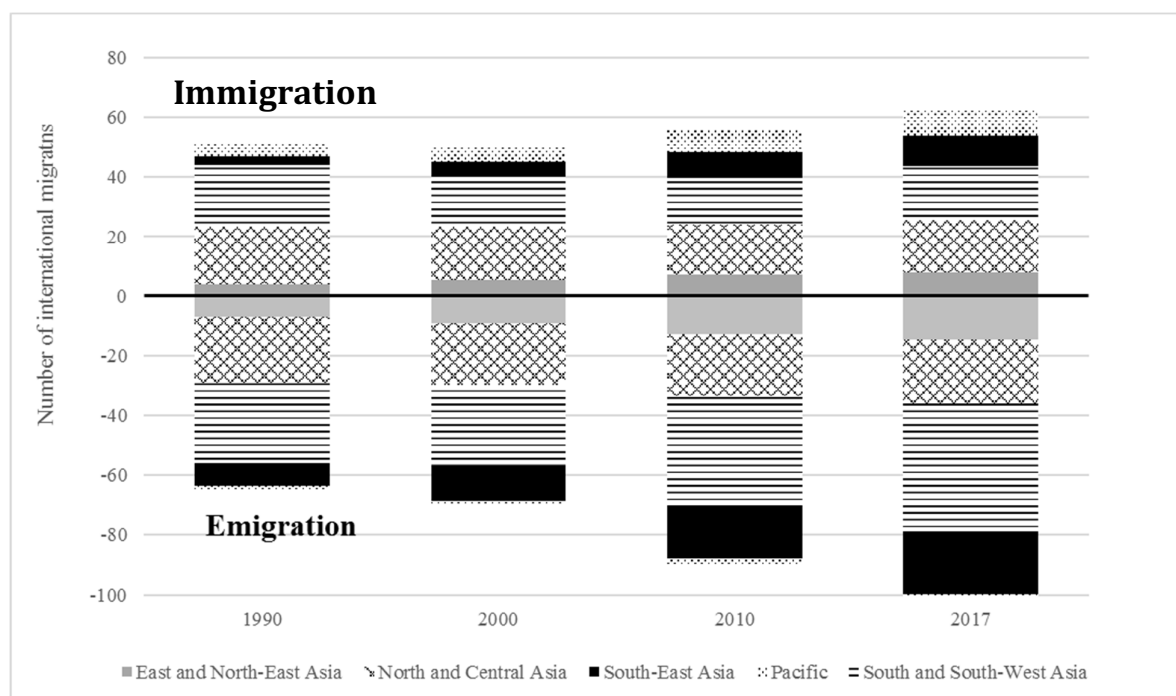 80
Immigration
60
40
20
0
-20
-40
-60
Emigration
-80
-100
Number of international migratns
1990 2000 2010 2017
East and North-East Asia North and Central Asia South-East Asia Pacific South and South-West Asia